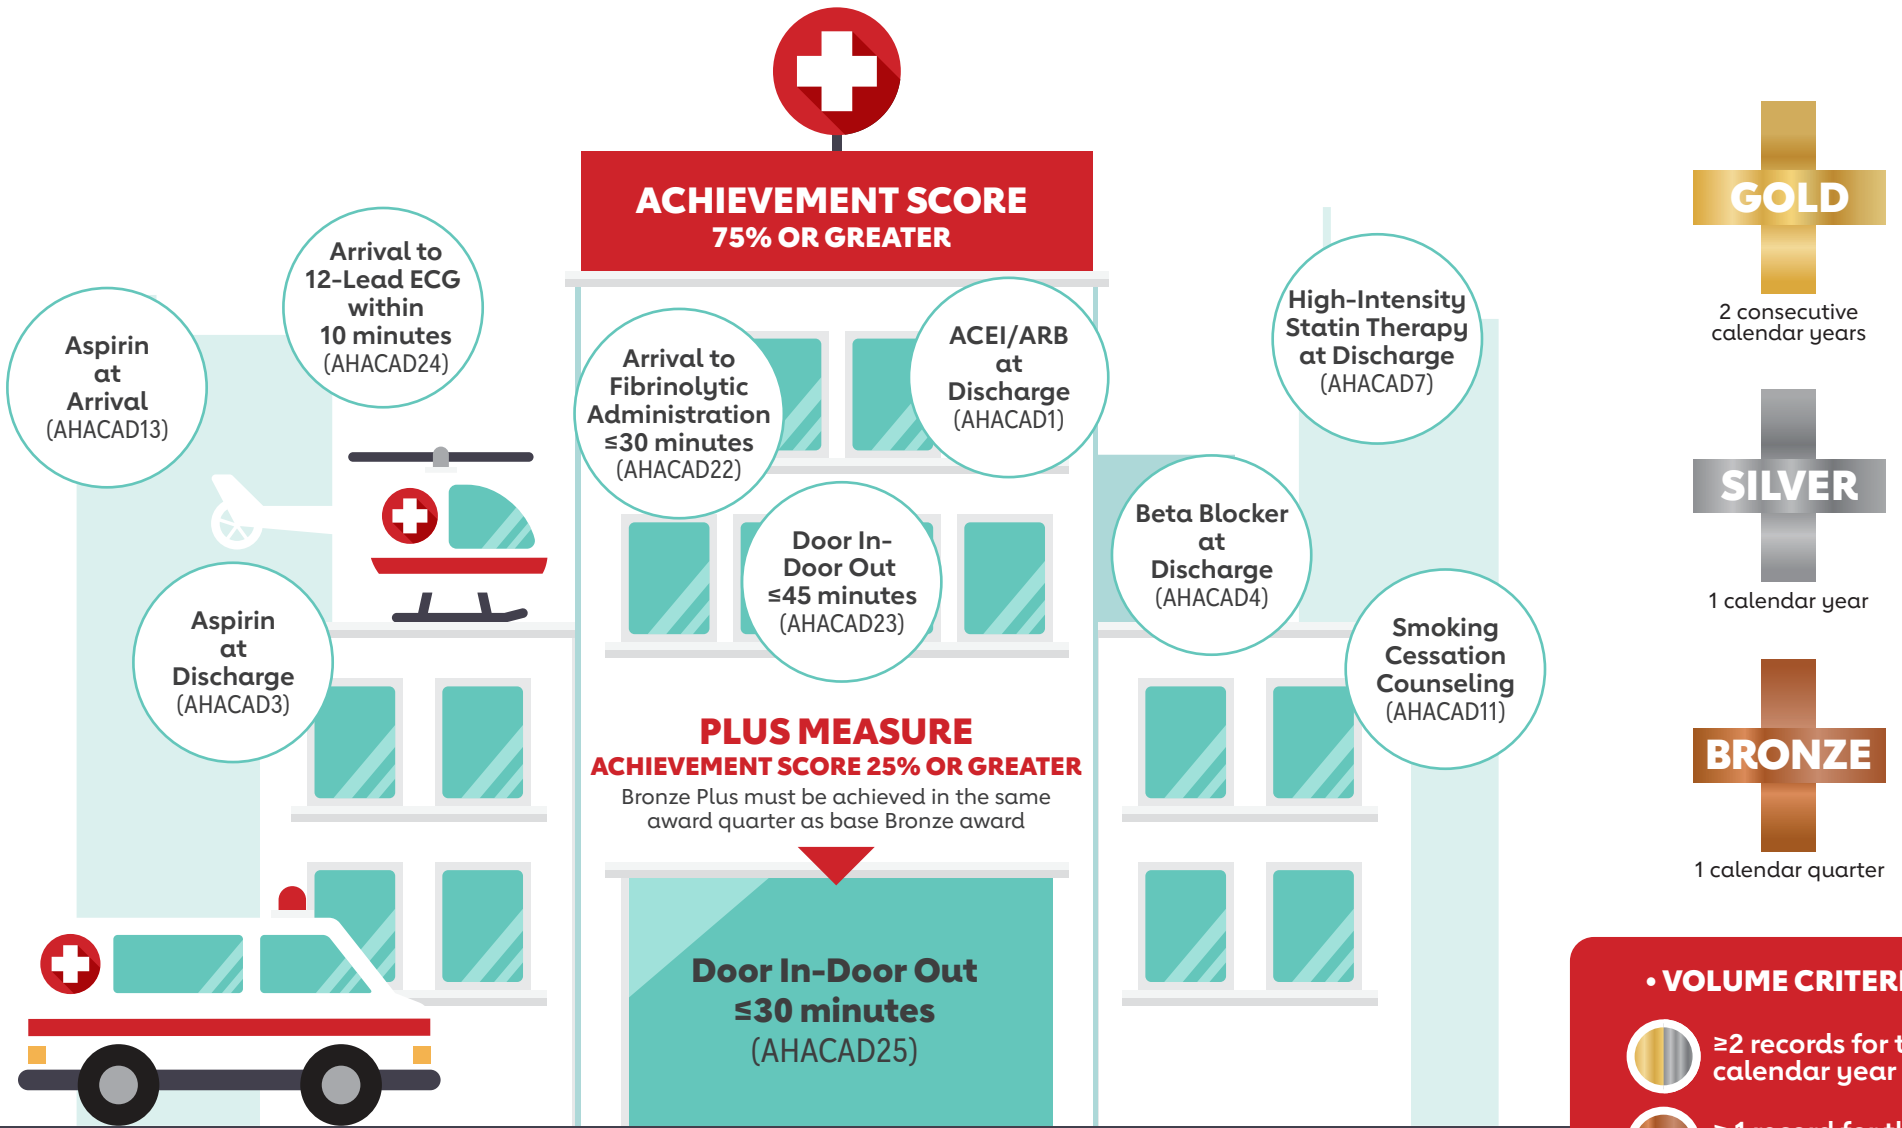 ACHIEVEMENT SCORE
75% OR GREATER
Aspirin
at
Arrival
(AHACAD13)
Arrival to
12-Lead ECG
within
10 minutes
(AHACAD24)
Arrival to
Fibrinolytic
Administration
≤30 minutes
(AHACAD22)
ACEI/ARB
at
Discharge
(AHACAD1)
High-Intensity
Statin Therapy
at Discharge
(AHACAD7)
Aspirin
at
Discharge
(AHACAD3)
Door In-
Door Out
≤45 minutes
(AHACAD23)
Beta Blocker
at
Discharge
(AHACAD4)
Smoking
Cessation
Counseling
(AHACAD11)
PLUS MEASURE
ACHIEVEMENT SCORE 25% OR GREATER
Bronze Plus must be achieved in the same
award quarter as base Bronze award
Door In-Door Out
≤30 minutes
(AHACAD25)
GOLD
2 consecutive
calendar years
SILVER
1 calendar year
BRONZE
1 calendar quarter
• VOLUME
≥2 records for
calendar year